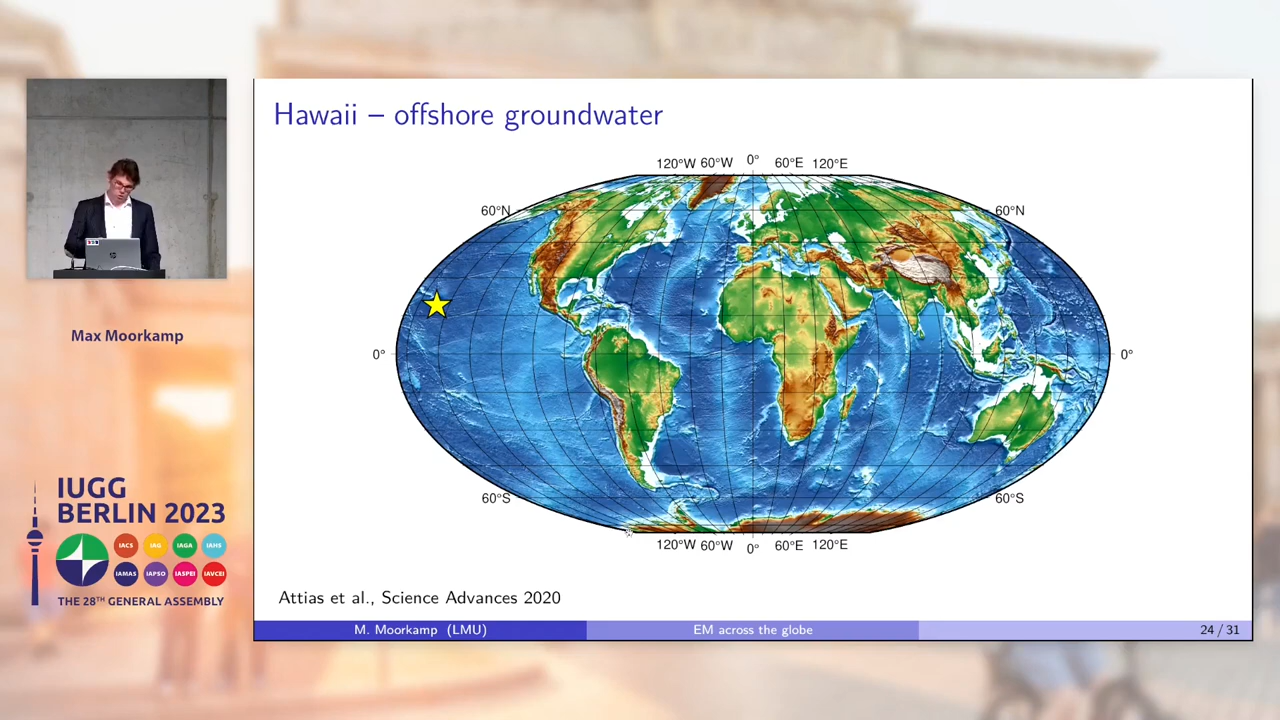 Hawaii – offshore groundwater
120°W 60°W 0° 60°E 120°E
60°N 60°N
0° 0°
60°S 60°S
120°W 60°W 0° 60°E 120°E
Attias et al., Science Advances 2020
M. Moorkamp (LMU) EM across the globe 24 / 31
Max Moorkamp
IUGG
BERLIN 2023
IACS IAG IAGA IAHS
IAMAS IAPSO IASPEI IAVCEI
THE 28TH GENERAL ASSEMBLY